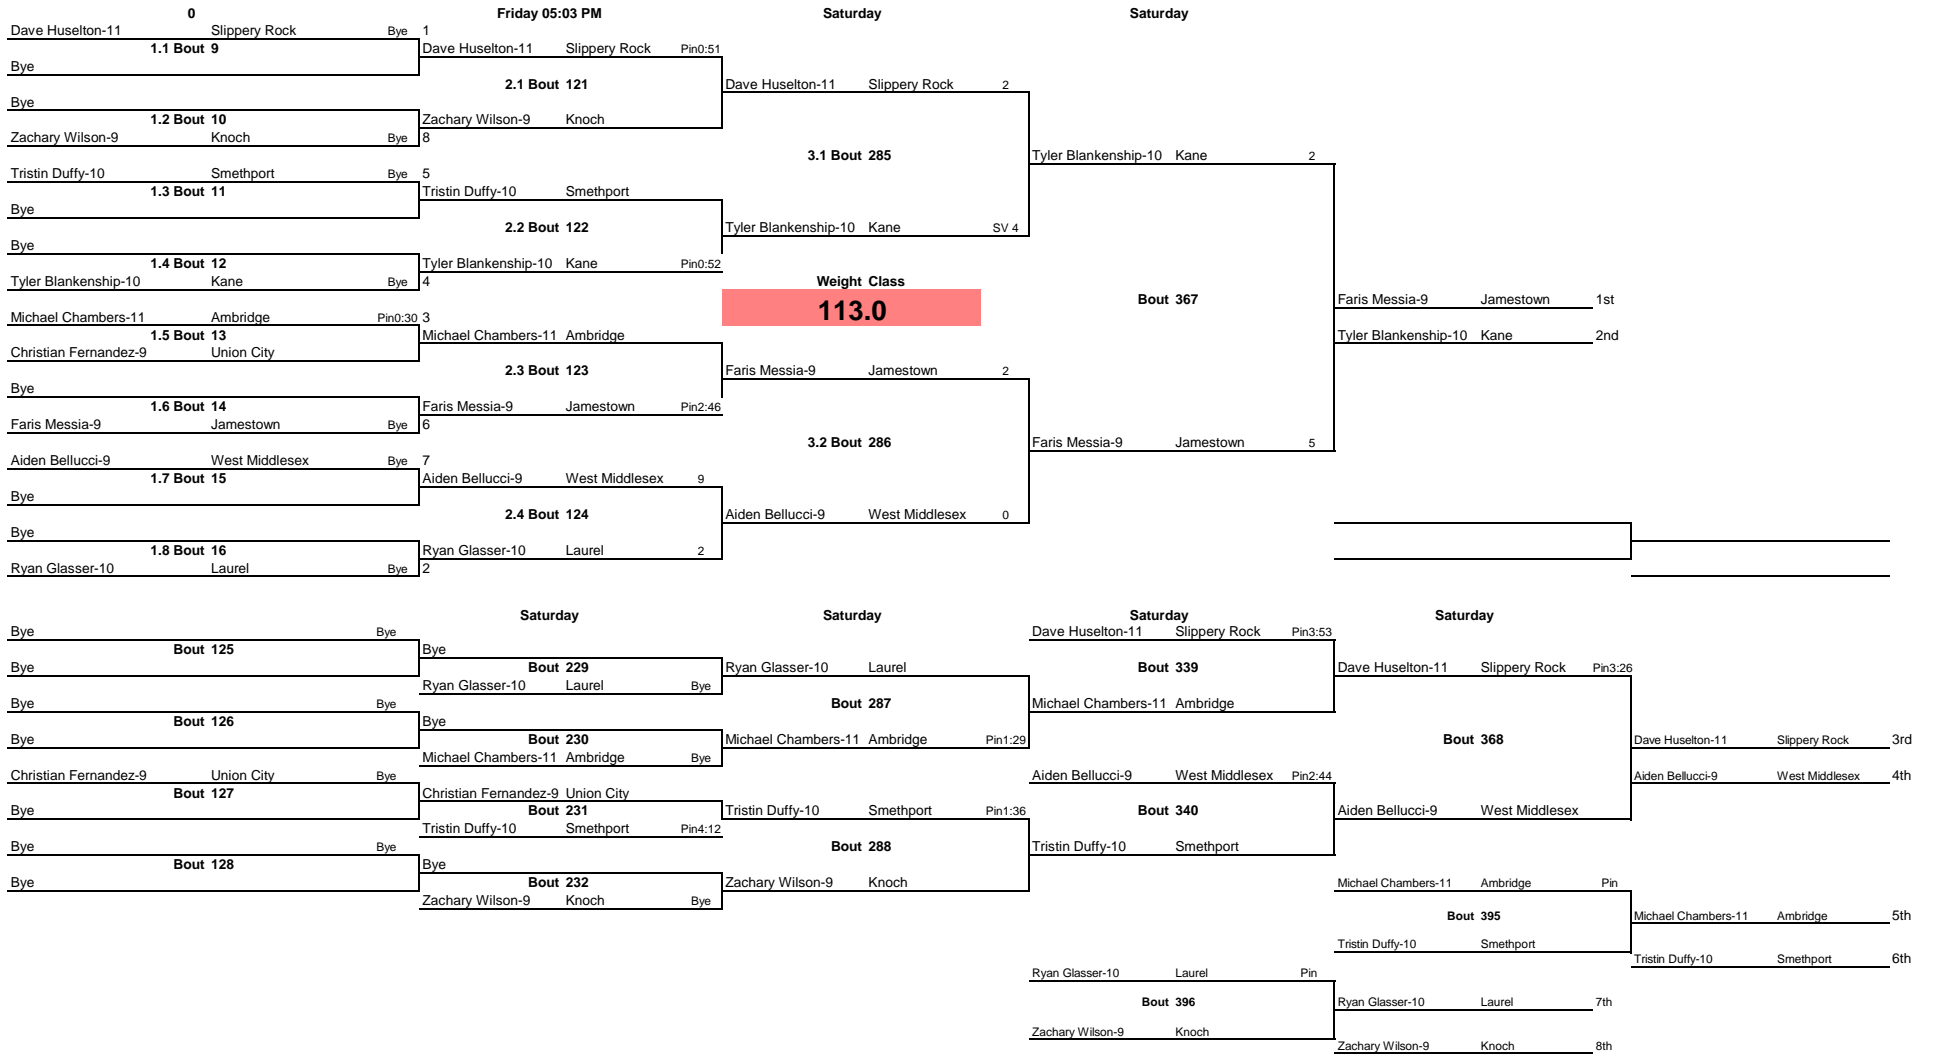 0 Friday 05:03 PM Saturday Saturday
Dave Huselton-11 Slippery Rock Bye 1
1.1 Bout 9 Dave Huselton-11 Slippery Rock Pin0:51
Bye
2.1 Bout 121 Dave Huselton-11 Slippery Rock 2
Bye
1.2 Bout 10 Zachary Wilson-9 Knoch
Zachary Wilson-9 Knoch Bye 8
3.1 Bout 285 Tyler Blankenship-10 Kane 2
Tristin Duffy-10 Smethport Bye 5
1.3 Bout 11 Tristin Duffy-10 Smethport
Bye
2.2 Bout 122 Tyler Blankenship-10 Kane SV 4
Bye
1.4 Bout 12 Tyler Blankenship-10 Kane Pin0:52
Tyler Blankenship-10 Kane Bye 4 Weight Class
Bout 367 Faris Messia-9 Jamestown 1st
113.0
Michael Chambers-11 Ambridge Pin0:30 3
1.5 Bout 13 Michael Chambers-11 Ambridge Tyler Blankenship-10 Kane 2nd
Christian Fernandez-9 Union City
2.3 Bout 123 Faris Messia-9 Jamestown 2
Bye
1.6 Bout 14 Faris Messia-9 Jamestown Pin2:46
Faris Messia-9 Jamestown Bye 6
3.2 Bout 286 Faris Messia-9 Jamestown 5
Aiden Bellucci-9 West Middlesex Bye 7
1.7 Bout 15 Aiden Bellucci-9 West Middlesex 9
Bye
2.4 Bout 124 Aiden Bellucci-9 West Middlesex 0
Bye
1.8 Bout 16 Ryan Glasser-10 Laurel 2
Ryan Glasser-10 Laurel Bye 2
Saturday Saturday Saturday Saturday
Bye Bye Dave Huselton-11 Slippery Rock Pin3:53
Bout 125 Bye
Bye Bout 229 Ryan Glasser-10 Laurel Bout 339 Dave Huselton-11 Slippery Rock Pin3:26
Ryan Glasser-10 Laurel Bye
Bye Bye Bout 287 Michael Chambers-11 Ambridge
Bout 126 Bye
Bye Bout 230 Michael Chambers-11 Ambridge Pin1:29 Bout 368 Dave Huselton-11 Slippery Rock 3rd
Michael Chambers-11 Ambridge Bye
Christian Fernandez-9 Union City Bye Aiden Bellucci-9 West Middlesex Pin2:44 Aiden Bellucci-9 West Middlesex 4th
Bout 127 Christian Fernandez-9 Union City
Bye Bout 231 Tristin Duffy-10 Smethport Pin1:36 Bout 340 Aiden Bellucci-9 West Middlesex
Tristin Duffy-10 Smethport Pin4:12
Bye Bye Bout 288 Tristin Duffy-10 Smethport
Bout 128 Bye
Bye Bout 232 Zachary Wilson-9 Knoch Michael Chambers-11 Ambridge Pin
Zachary Wilson-9 Knoch Bye
Bout 395 Michael Chambers-11 Ambridge 5th
Tristin Duffy-10 Smethport
Tristin Duffy-10 Smethport 6th
Ryan Glasser-10 Laurel Pin
Bout 396 Ryan Glasser-10 Laurel 7th
Zachary Wilson-9 Knoch
Zachary Wilson-9 Knoch 8th